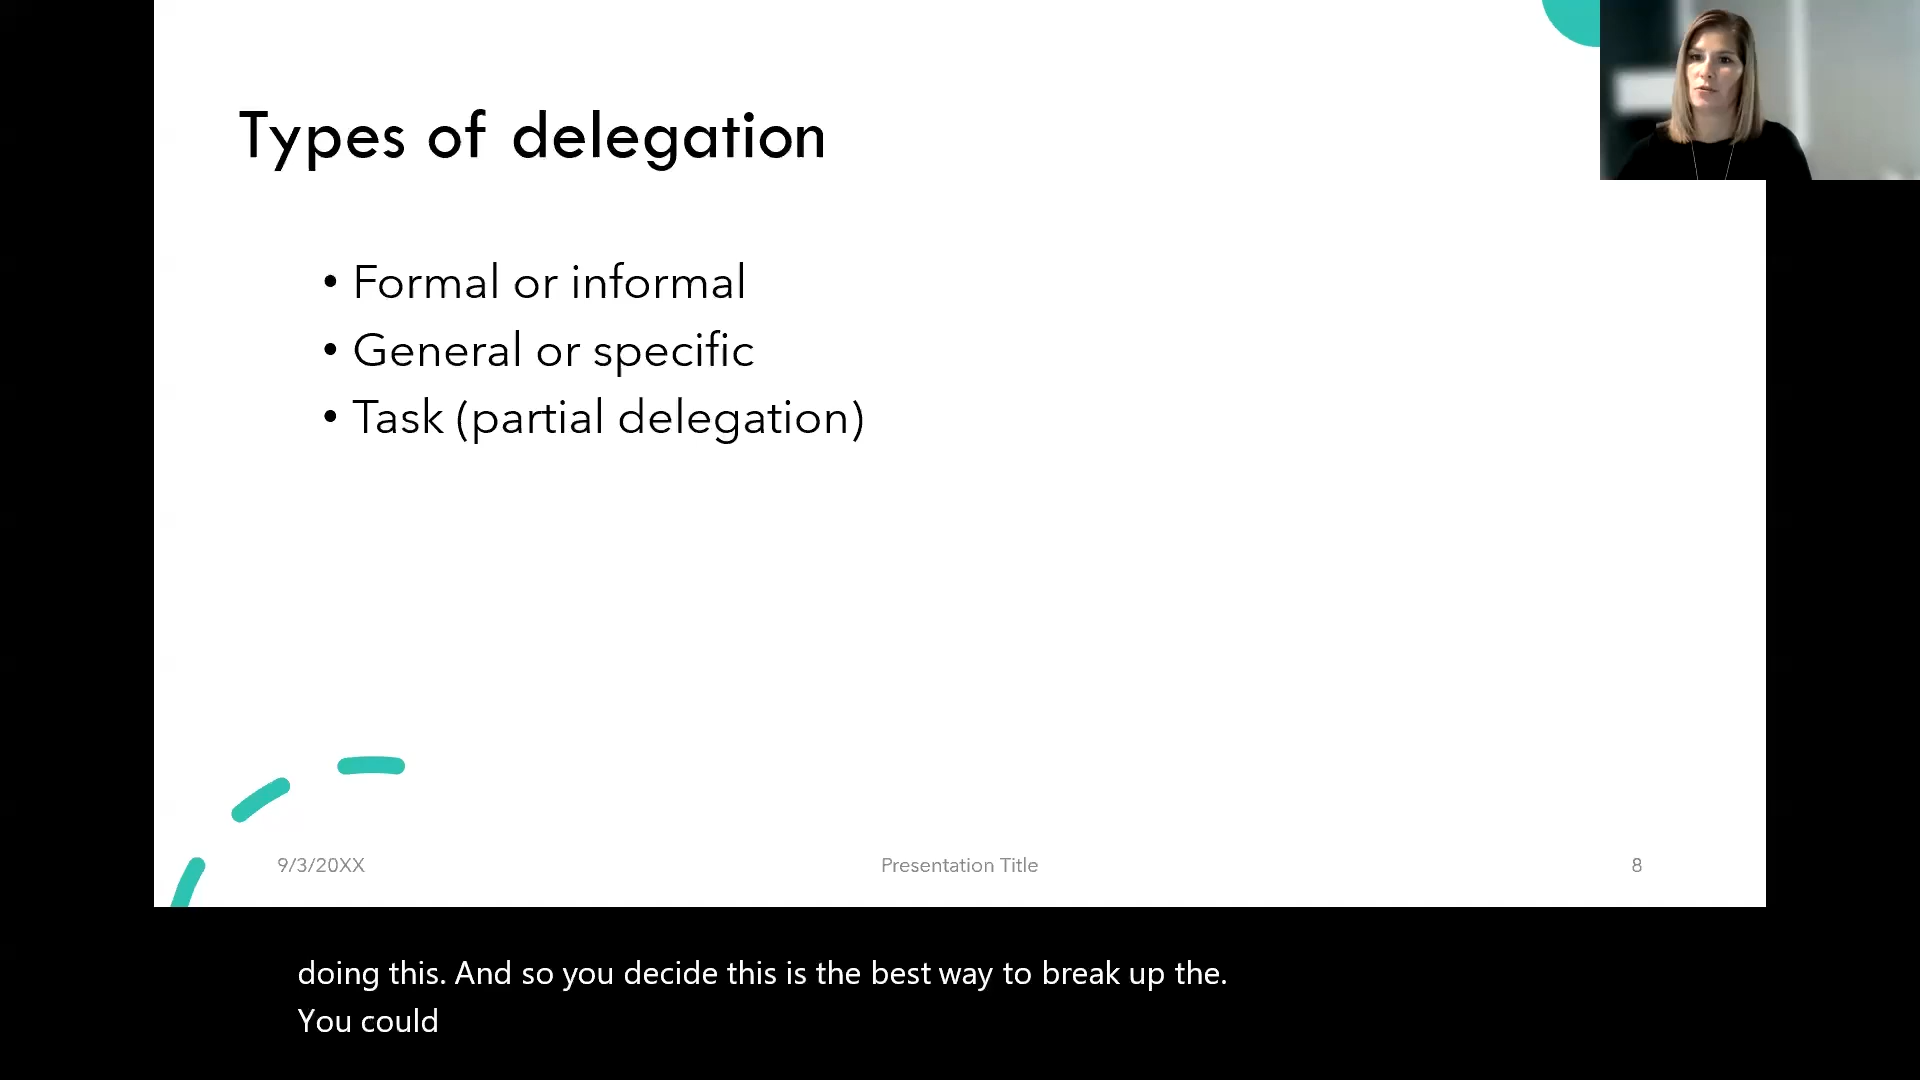 Types of delegation
• Formal or informal
• General or specific
• Task (partial delegation)
9/3/20XX
Presentation Title
8
doing this. And so you decide this is the best way to break up the.
You could